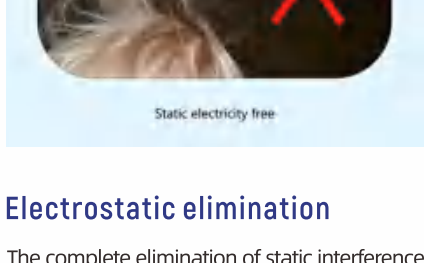 Static electricity free
Electrostatic elimination
The complete elimination of static interference